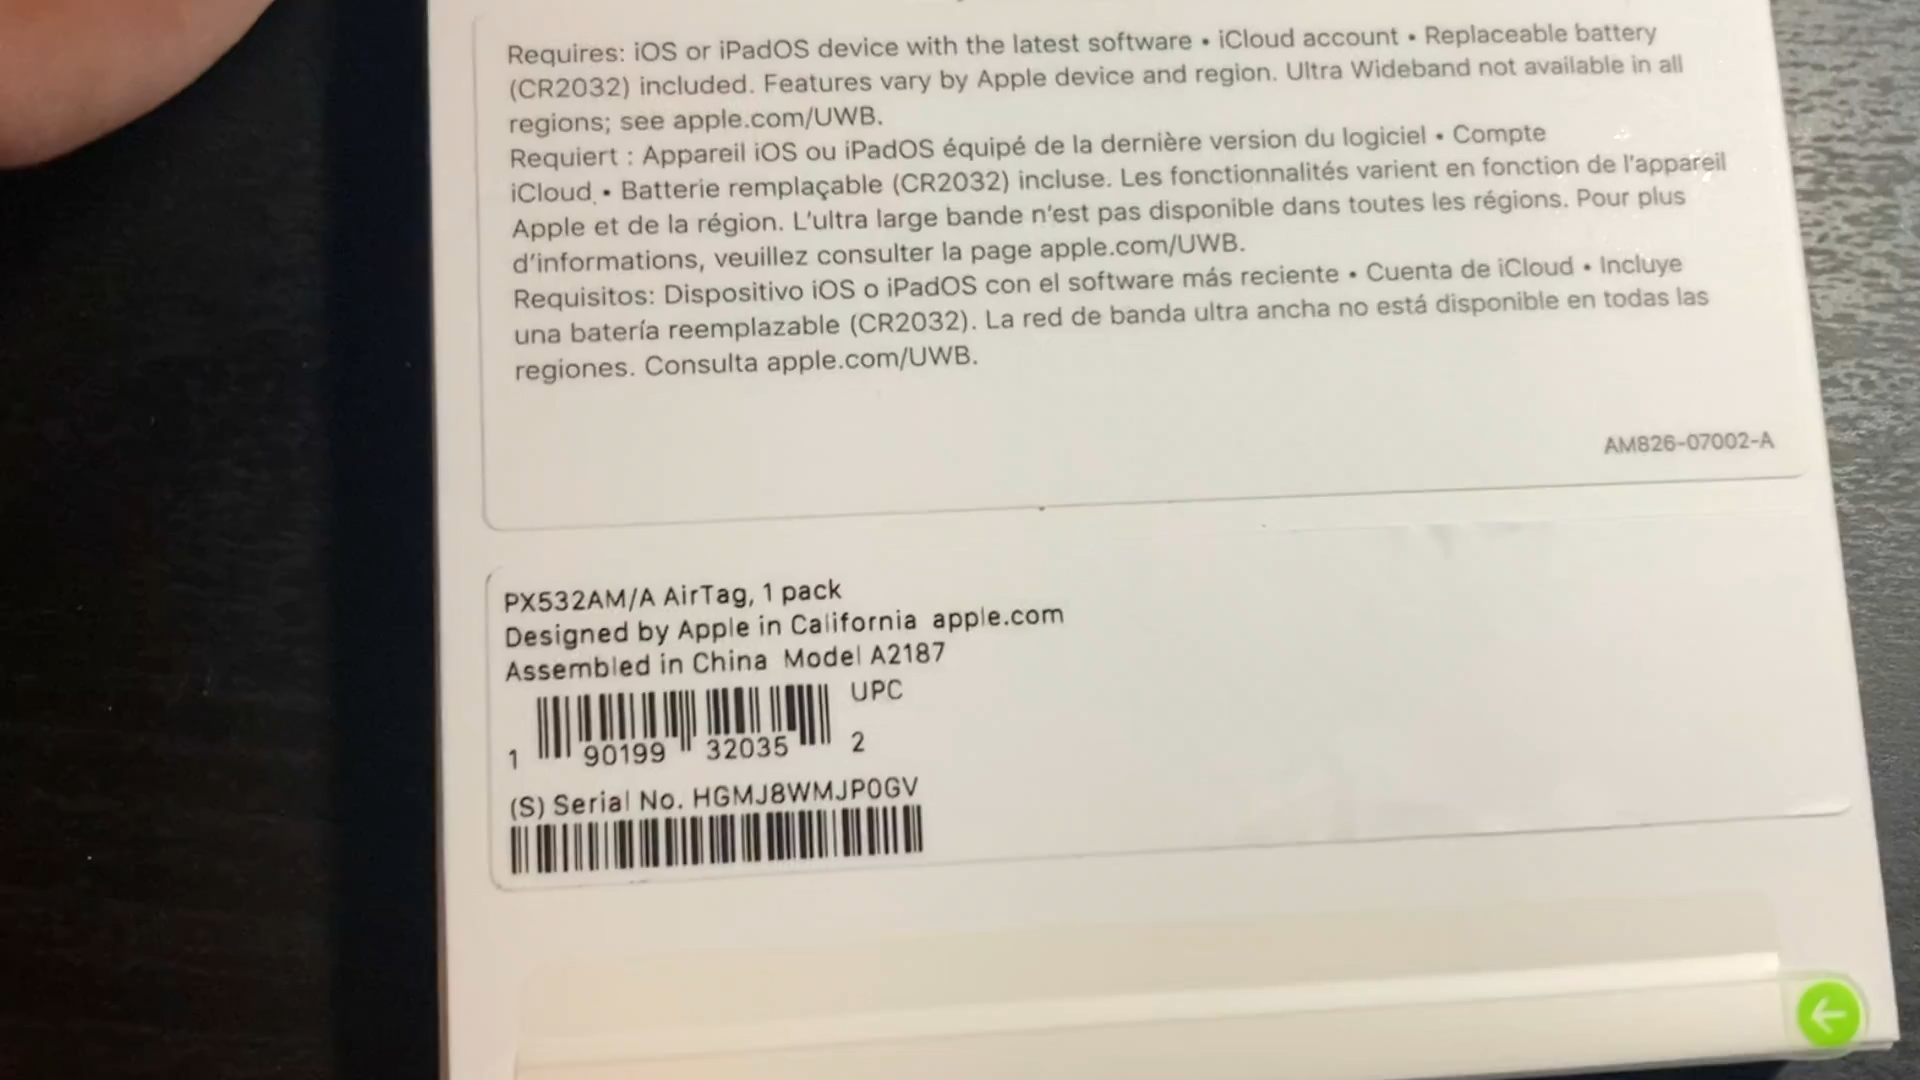 Requires: iOS or iPadOS device with the latest software • iCloud account • Replaceable battery
(CR2032) included. Features vary by Apple device and region. Ultra Wideband not available in all
regions; see apple.com/UWB.
Requiert : Appareil iOS ou iPadOS équipé de la dernière version du logiciel • Compte
iCloud • Batterie remplaçable (CR2032) incluse. Les fonctionnalités varient en fonction de l'appareil
Apple et de la région. L'ultra large bande n'est pas disponible dans toutes les régions. Pour plus
d'informations, veuillez consulter la page apple.com/UWB.
Requisitos: Dispositivo iOS o iPadOS con el software más reciente • Cuenta de iCloud • Incluye
una batería reemplazable (CR2032). La red de banda ultra ancha no está disponible en todas las
regiones. Consulta apple.com/UWB.
AM826-07002-A
PX532AM/A AirTag, 1 pack
Designed by Apple in California apple.com
Assembled in China Model A2187
UPC
1 90199 32035 2
(S) Serial No. HGMJ8WMJP0GV